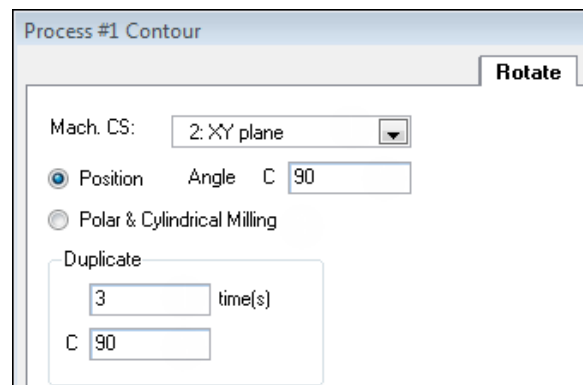 Process #1 Contour
Rotate
Mach. CS: 2: XY plane
Position Angle C 90
Polar & Cylindrical Milling
Duplicate
3 time(s)
C 90